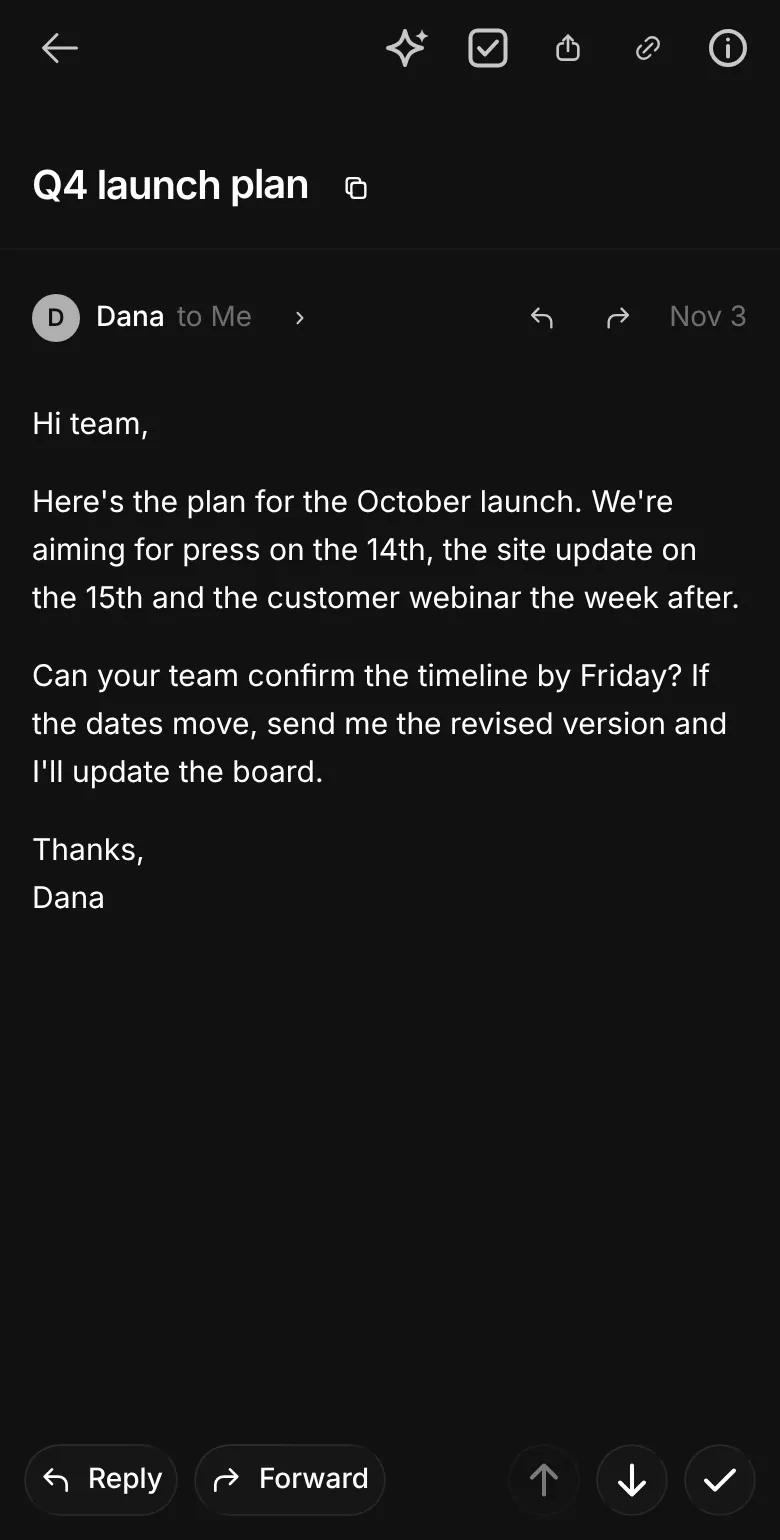 Q4 launch plan
D Dana to Me Nov 3
Hi team,
Here's the plan for the October launch. We're
aiming for press on the 14th, the site update on
the 15th and the customer webinar the week after.
Can your team confirm the timeline by Friday? If
the dates move, send me the revised version and
I'll update the board.
Thanks,
Dana
Reply Forward